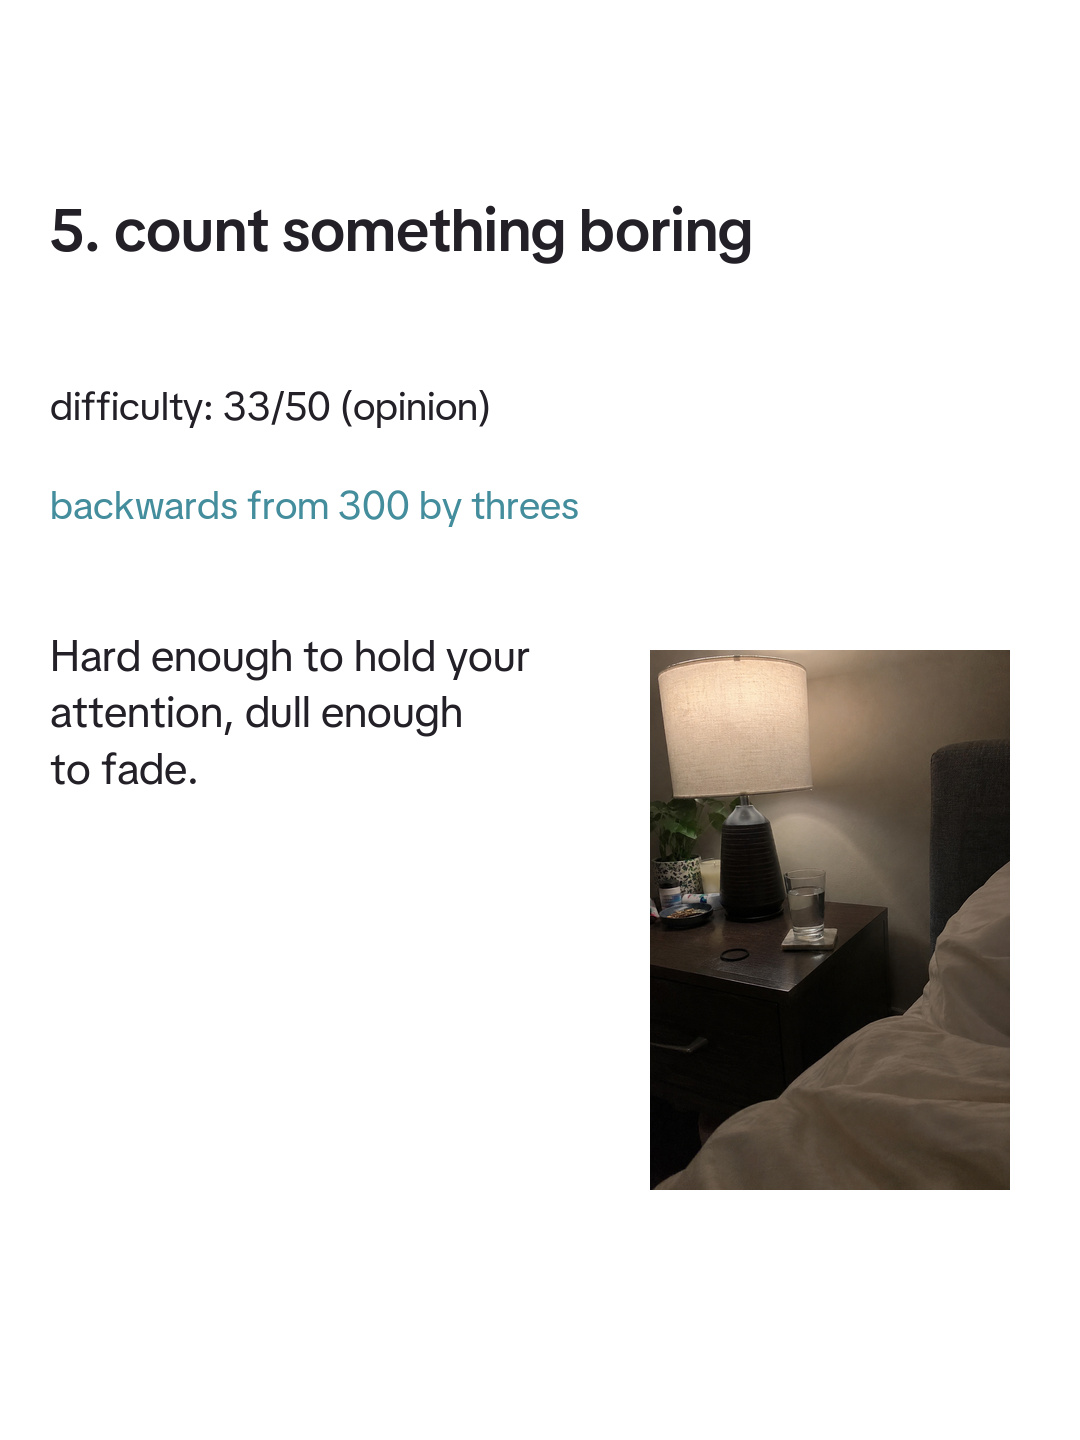 5. count something boring
difficulty: 33/50 (opinion)
backwards from 300 by threes
Hard enough to hold your
attention, dull enough
to fade.